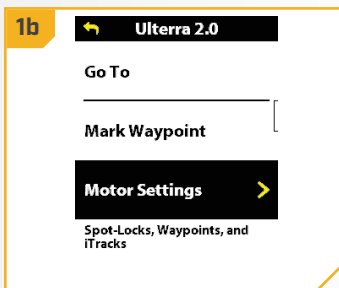 1b
Ulterra 2.0
Go To
Mark Waypoint
Motor Settings
Spot-Locks, Waypoints, and
iTracks